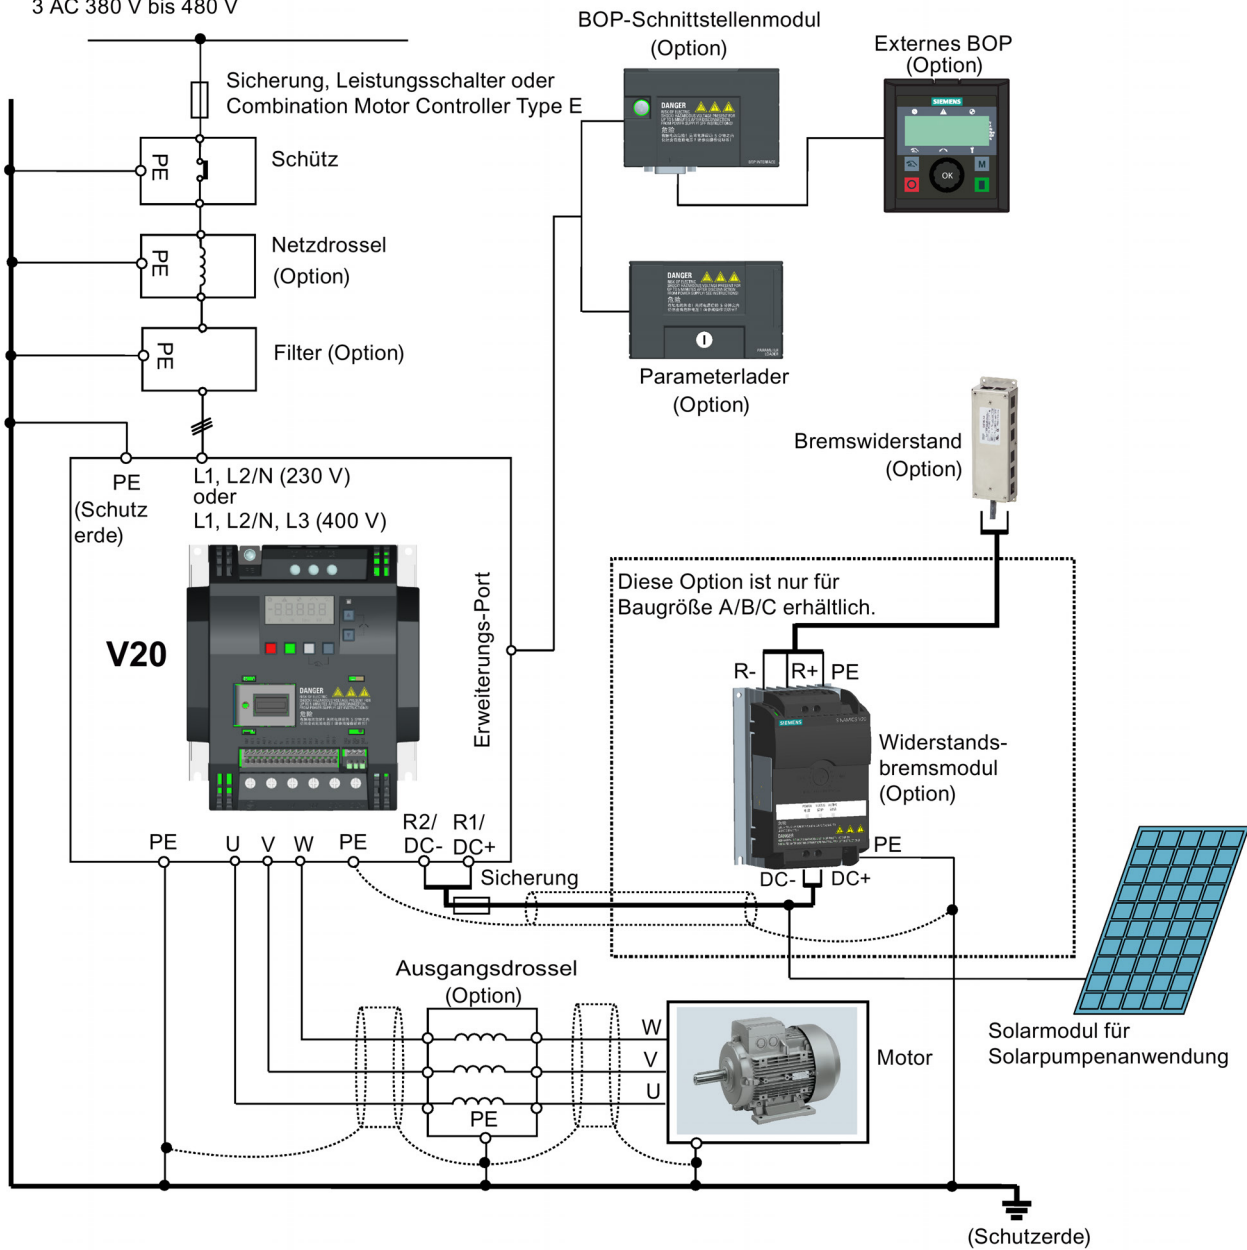 3 AC 380 V bis 480 V
BOP-Schnittstellenmodul
(Option)
Externes BOP
(Option)
Sicherung, Leistungsschalter oder
Combination Motor Controller Type E
DANGER
SIEMENS
M
OK
PE
Schütz
PE
Netzdrossel
(Option)
DANGER
PE
Filter (Option)
Parameterlader
(Option)
Bremswiderstand
(Option)
PE
(Schutz
erde)
L1, L2/N (230 V)
oder
L1, L2/N, L3 (400 V)
Diese Option ist nur für
Baugröße A/B/C erhältlich.
V20
Erweiterungs-Port
DANGER
R-
R+
PE
SIEMENS
Widerstands-
bremsmodul
(Option)
DANGER
PE
U
V
W
PE
R2/
DC-
R1/
DC+
Sicherung
PE
DC-
DC+
Ausgangsdrossel
(Option)
PE
W
V
U
Motor
Solarmodul für
Solarpumpenanwendung
(Schutzerde)